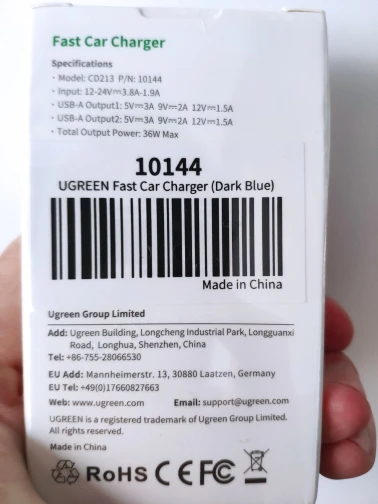 Fast Car Charger
Specifications
· Model: CD213 P/N: 10144
· Input: 12-24V⎓3.8A-1.9A
· USB-A Output1: 5V⎓3A 9V⎓2A 12V⎓1.5A
· USB-A Output2: 5V⎓3A 9V⎓2A 12V⎓1.5A
· Total Output Power: 36W Max
10144
UGREEN Fast Car Charger (Dark Blue)
Made in China
Ugreen Group Limited
Add: Ugreen Building, Longcheng Industrial Park, Longguanxi
Road, Longhua, Shenzhen, China
Tel: +86-755-28066530
EU Add: Mannheimerstr. 13, 30880 Laatzen, Germany
EU Tel: +49(0)17660827663
Web: www.ugreen.com Email: support@ugreen.com
UGREEN is a registered trademark of Ugreen Group Limited.
All rights reserved.
Made in China
RoHS CE FC